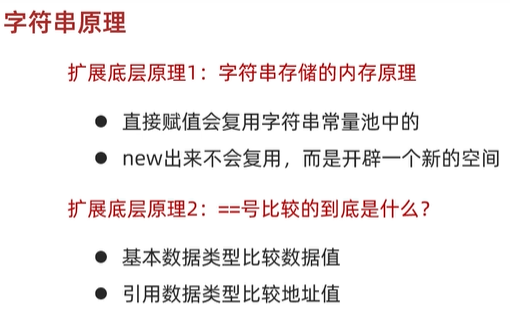 字符串原理
扩展底层原理1：字符串存储的内存原理
● 直接赋值会复用字符串常量池中的
● new出来不会复用，而是开辟一个新的空间
扩展底层原理2：==号比较的到底是什么？
● 基本数据类型比较数据值
● 引用数据类型比较地址值